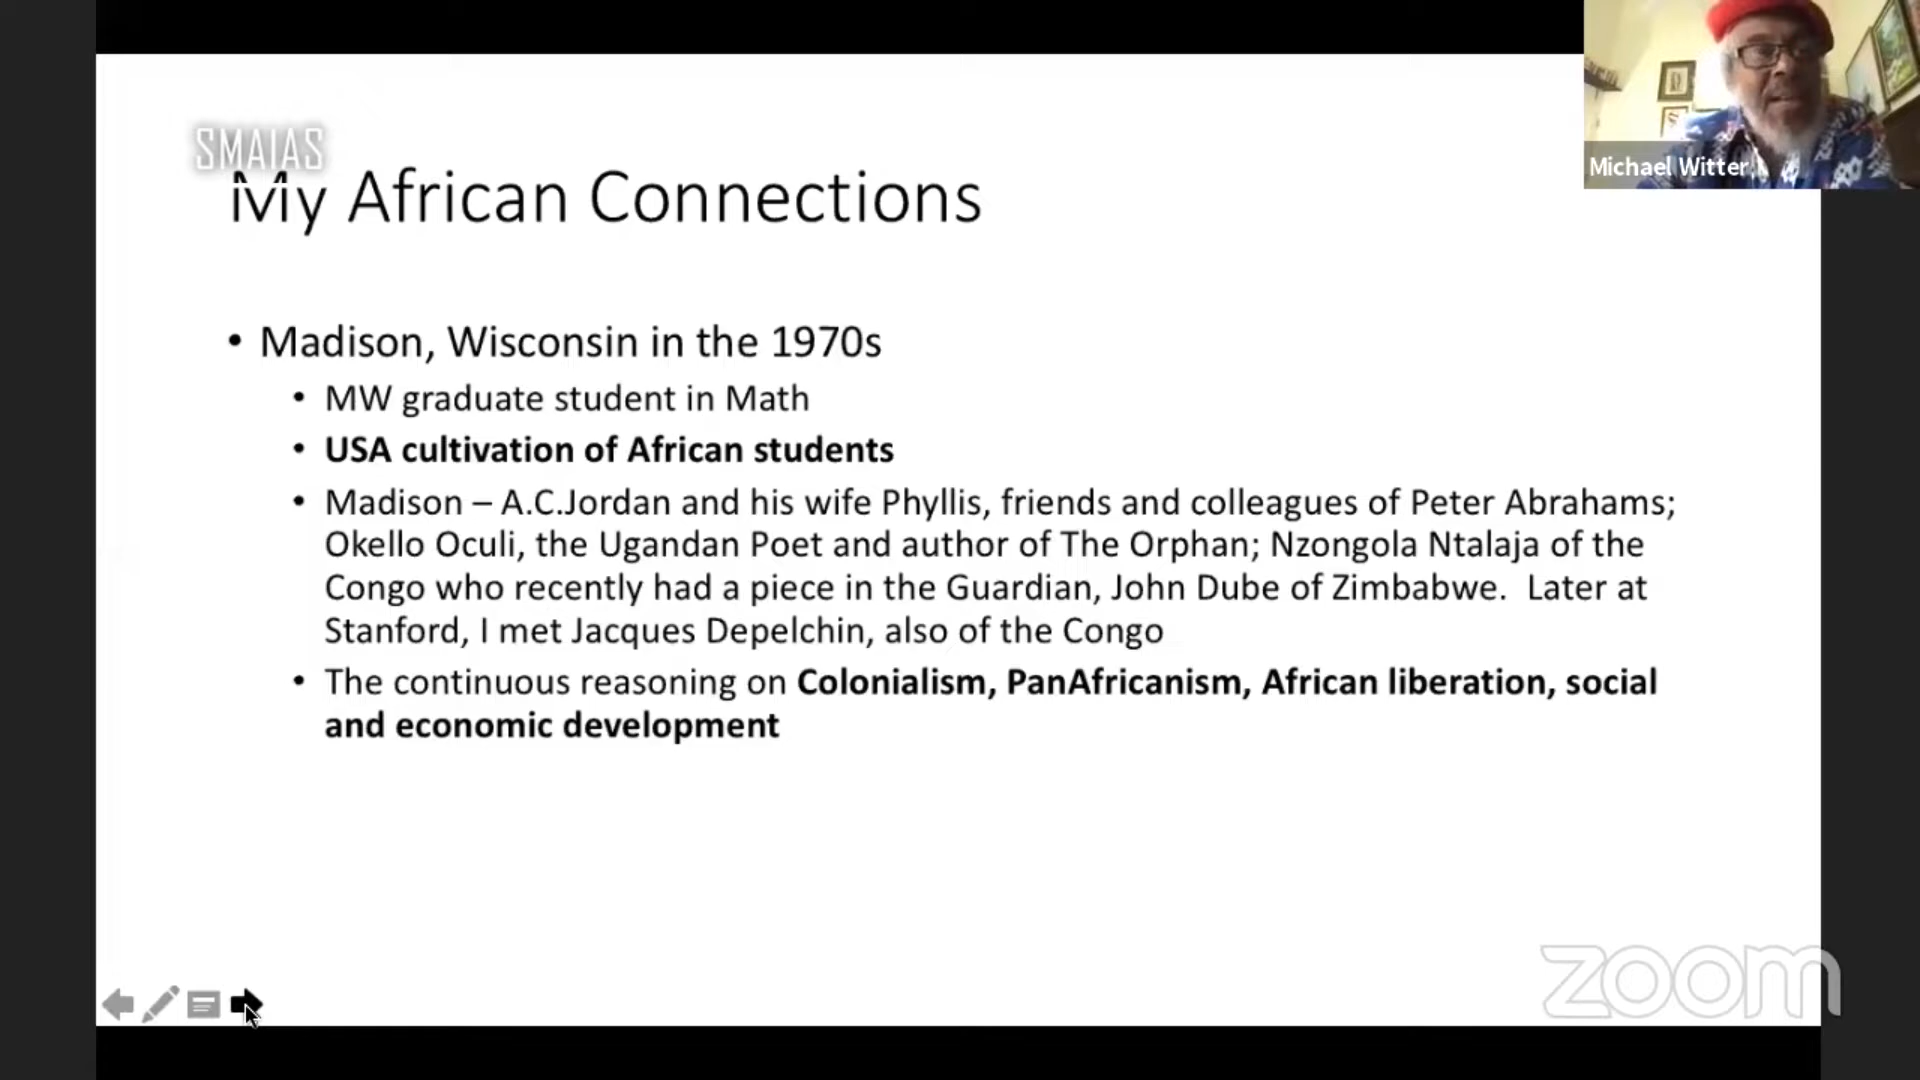 SMAIAS
My African Connections
Michael Witter
• Madison, Wisconsin in the 1970s
• MW graduate student in Math
• USA cultivation of African students
• Madison – A.C.Jordan and his wife Phyllis, friends and colleagues of Peter Abrahams;
Okello Oculi, the Ugandan Poet and author of The Orphan; Nzongola Ntalaja of the
Congo who recently had a piece in the Guardian, John Dube of Zimbabwe.  Later at
Stanford, I met Jacques Depelchin, also of the Congo
• The continuous reasoning on Colonialism, PanAfricanism, African liberation, social
and economic development
zoom